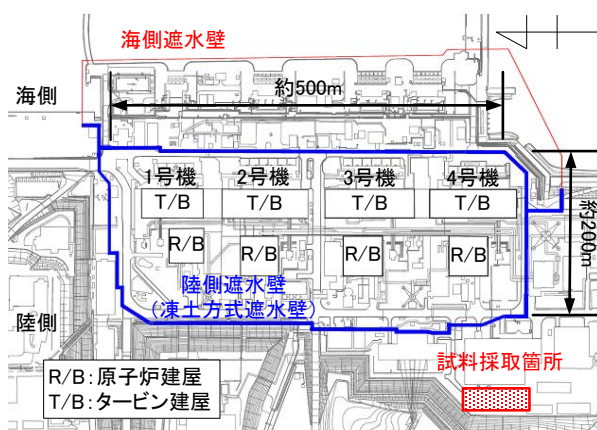 海側遮水壁
約500m
海側
1号機
2号機
3号機
4号機
T/B
T/B
T/B
T/B
約200m
R/B
R/B
R/B
R/B
陸側遮水壁
(凍土方式遮水壁)
陸側
試料採取箇所
R/B:原子炉建屋
T/B:タービン建屋